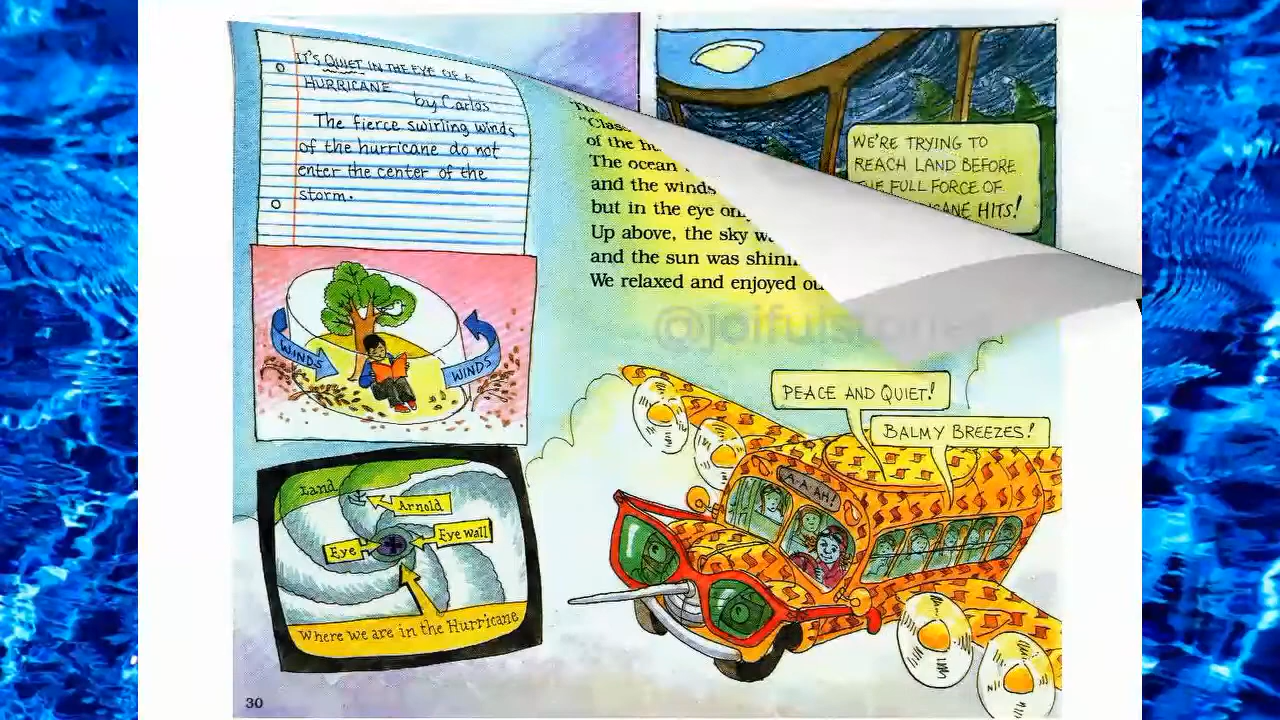 IT'S QUIET IN THE EYE OF A
HURRICANE
by Carlos
The fierce swirling winds
of the hurricane do not
enter the center of the
storm.
WINDS
WINDS
Land
Arnold
Eye
Eye wall
Where we are in the Hurricane
30
"Class
of the
The ocean
and the winds
but in the eye only
Up above, the sky
and the sun was
We relaxed and enjoyed
WE'RE TRYING TO
REACH LAND BEFORE
THE FULL FORCE OF
HITS!
PEACE AND QUIET!
BALMY BREEZES!
A-A-AH!